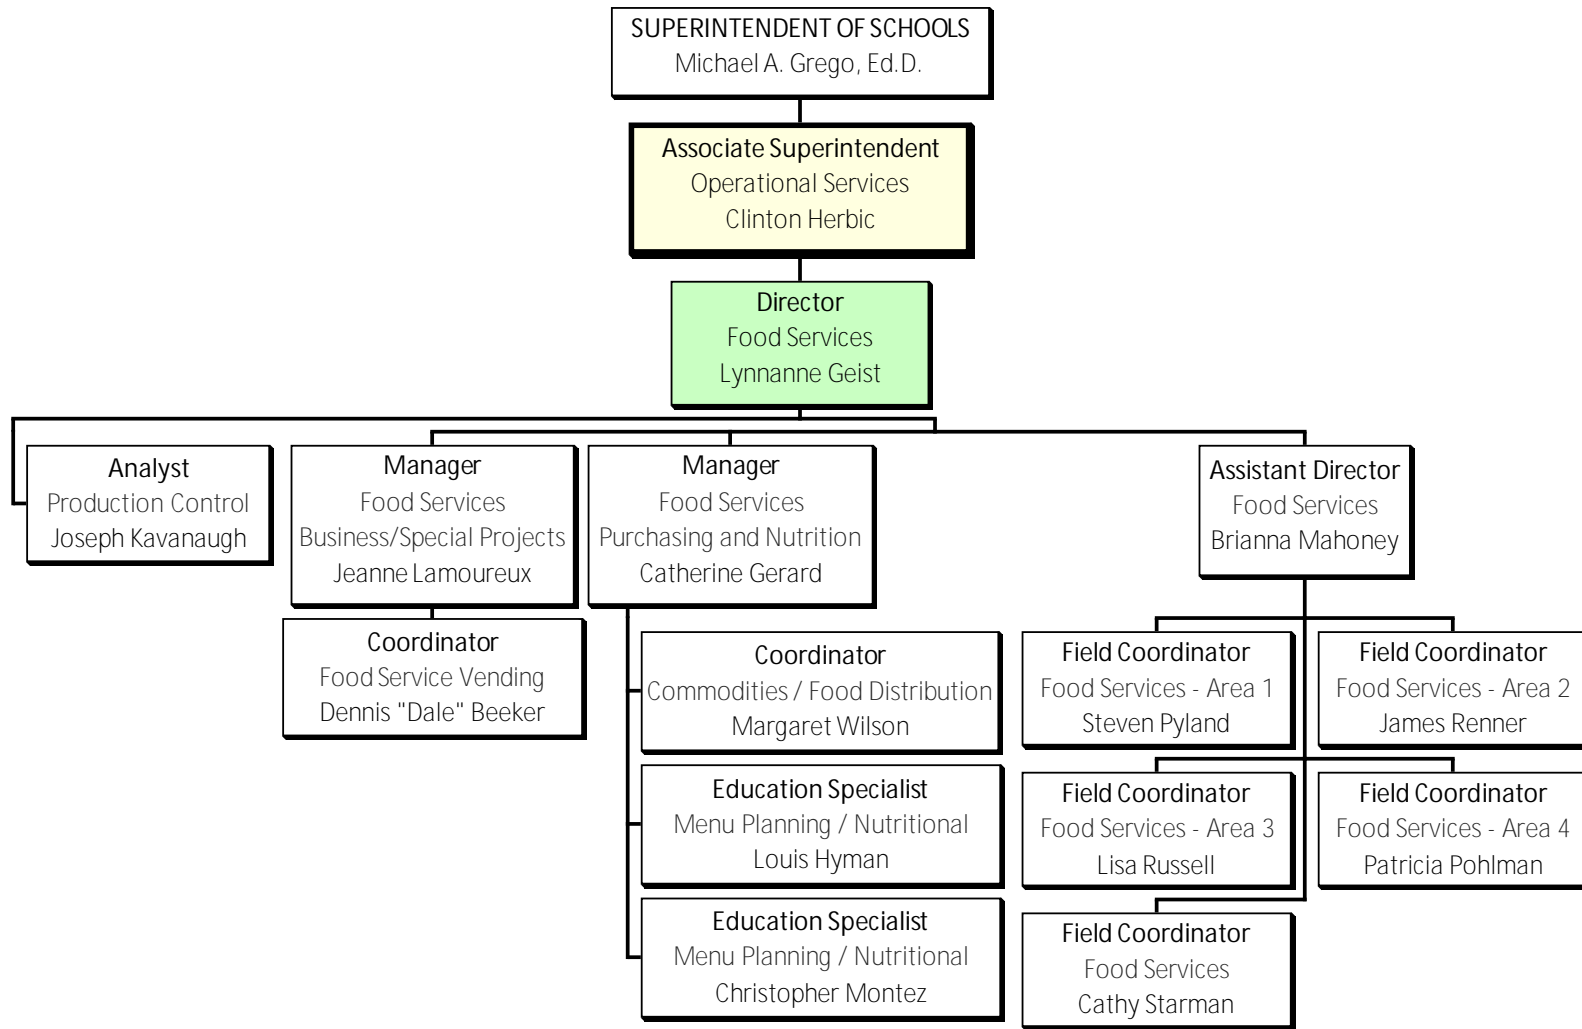 SUPERINTENDENT OF SCHOOLS
Michael A. Grego, Ed.D.
Associate Superintendent
Operational Services
Clinton Herbic
Director
Food Services
Lynnanne Geist
Analyst
Production Control
Joseph Kavanaugh
Manager
Food Services
Business/Special Projects
Jeanne Lamoureux
Manager
Food Services
Purchasing and Nutrition
Catherine Gerard
Assistant Director
Food Services
Brianna Mahoney
Coordinator
Food Service Vending
Dennis "Dale" Beeker
Coordinator
Commodities / Food Distribution
Margaret Wilson
Education Specialist
Menu Planning / Nutritional
Louis Hyman
Education Specialist
Menu Planning / Nutritional
Christopher Montez
Field Coordinator
Food Services - Area 1
Steven Pyland
Field Coordinator
Food Services - Area 2
James Renner
Field Coordinator
Food Services - Area 3
Lisa Russell
Field Coordinator
Food Services - Area 4
Patricia Pohlman
Field Coordinator
Food Services
Cathy Starman